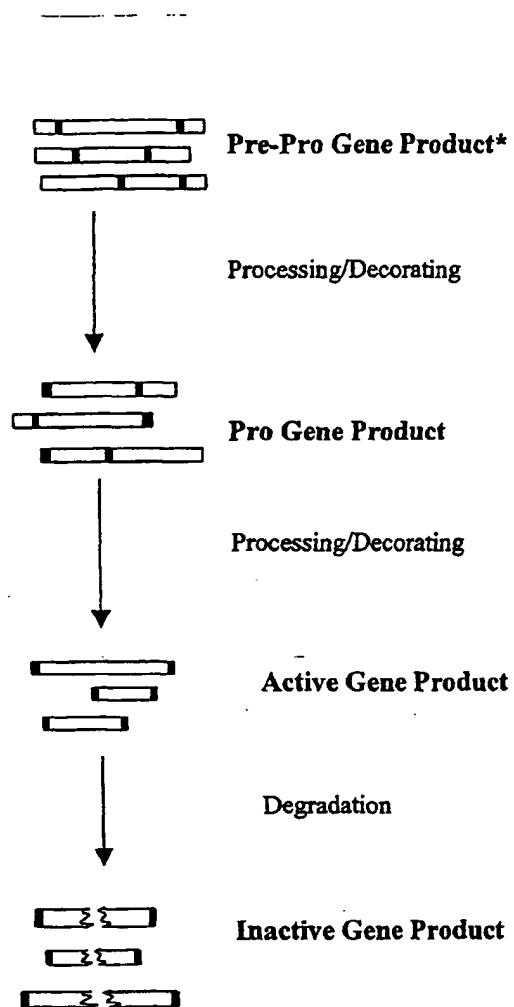 Pre-Pro Gene Product*
Processing/Decorating
Pro Gene Product
Processing/Decorating
Active Gene Product
Degradation
Inactive Gene Product